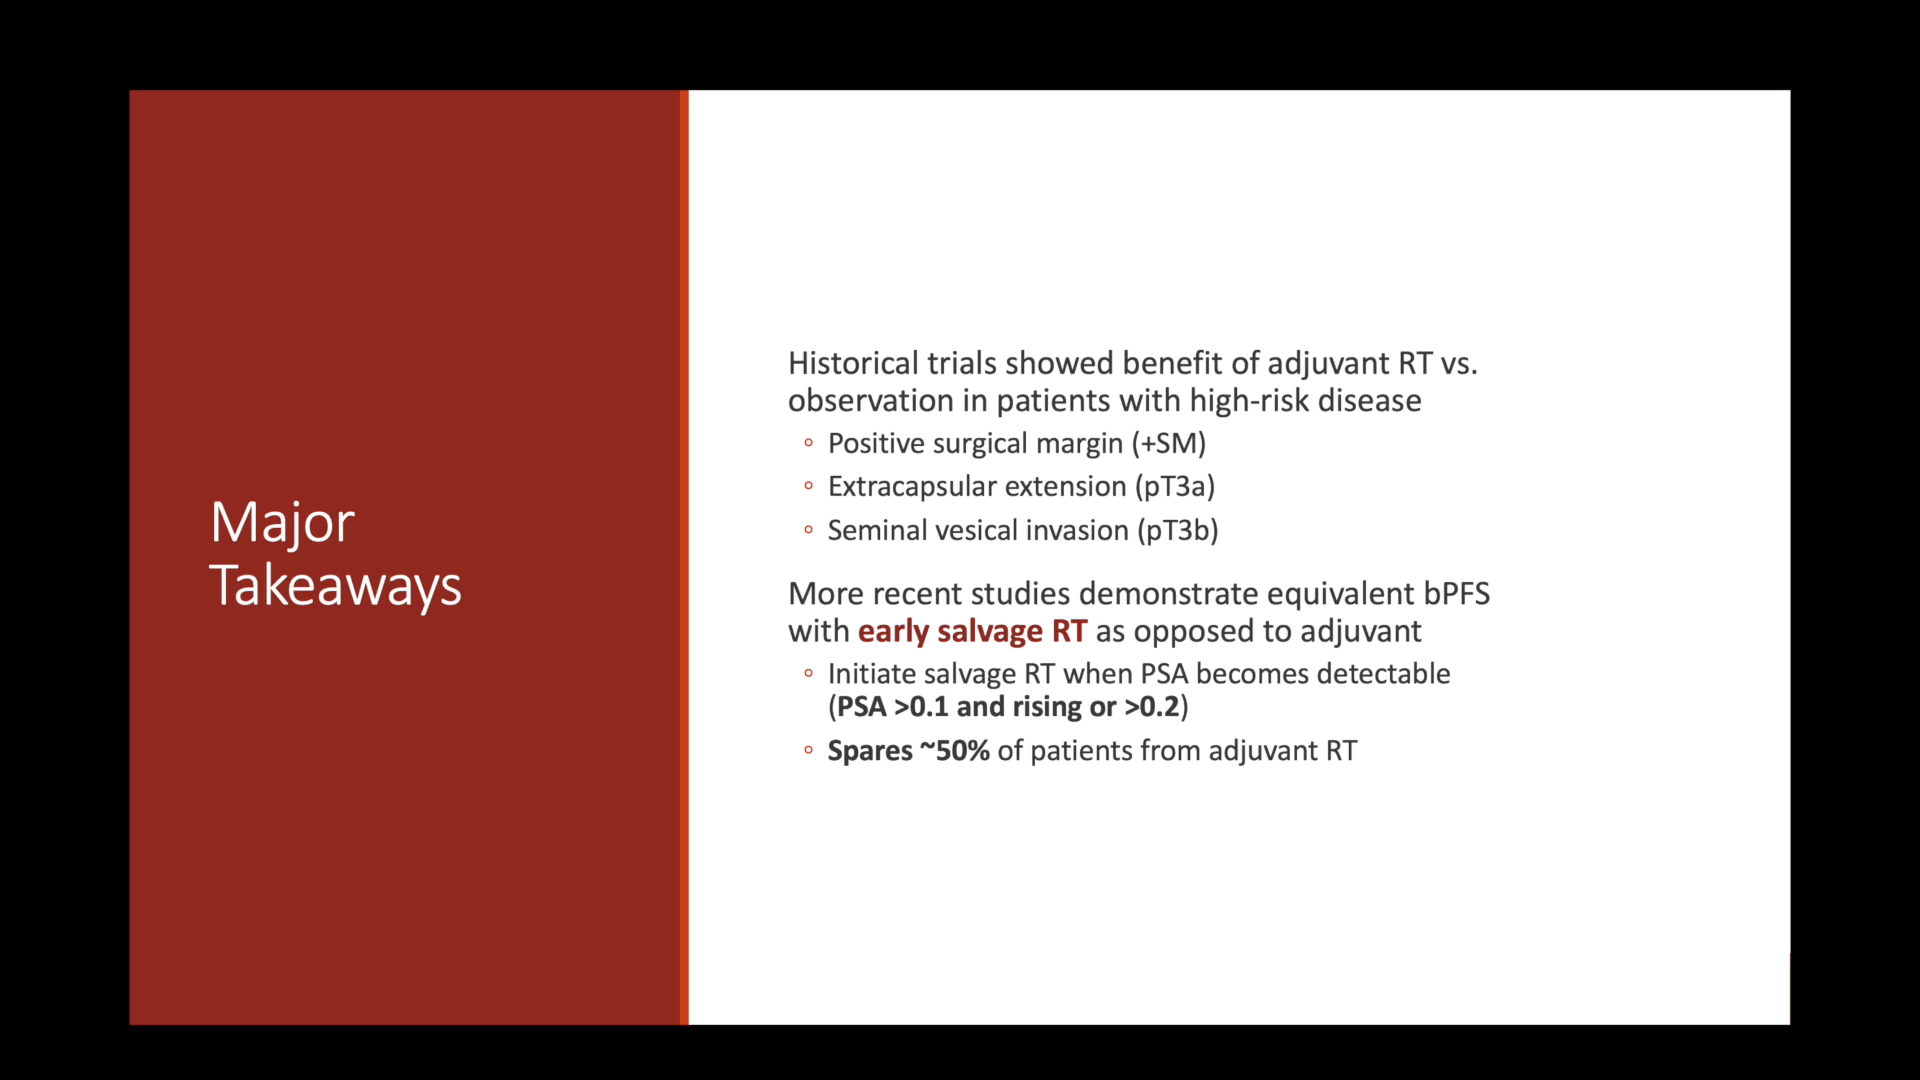 Major
Takeaways
Historical trials showed benefit of adjuvant RT vs.
observation in patients with high-risk disease
◦ Positive surgical margin (+SM)
◦ Extracapsular extension (pT3a)
◦ Seminal vesical invasion (pT3b)
More recent studies demonstrate equivalent bPFS
with early salvage RT as opposed to adjuvant
◦ Initiate salvage RT when PSA becomes detectable
(PSA >0.1 and rising or >0.2)
◦ Spares ~50% of patients from adjuvant RT